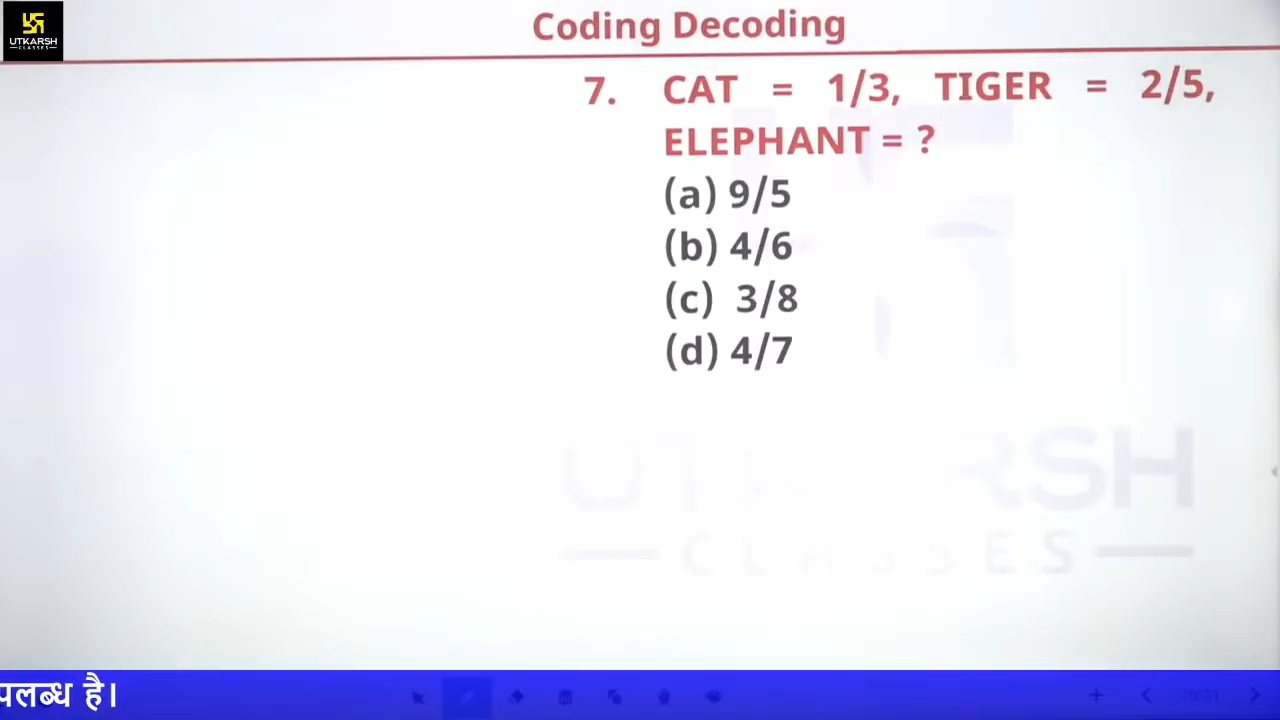 UTKARSH
CLASSES
Coding Decoding
7. CAT = 1/3, TIGER = 2/5,
ELEPHANT = ?
(a) 9/5
(b) 4/6
(c) 3/8
(d) 4/7
UTKARSH
CLASSES
पलब्ध है।